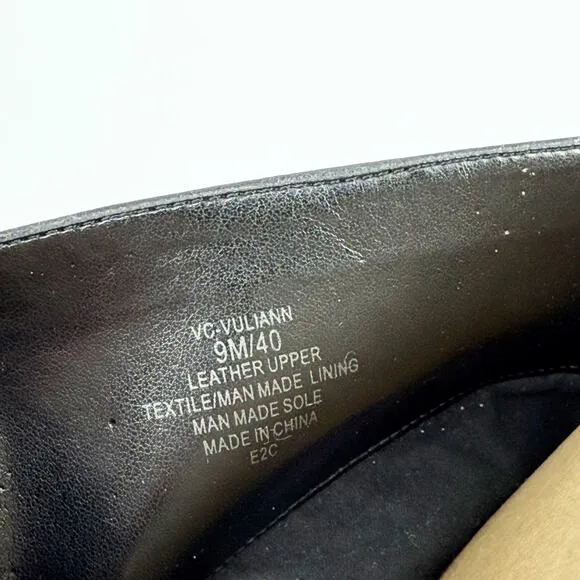 VC-VULIANN
9M/40
LEATHER UPPER
TEXTILE/MAN MADE LINING
MAN MADE SOLE
MADE IN CHINA
E2C